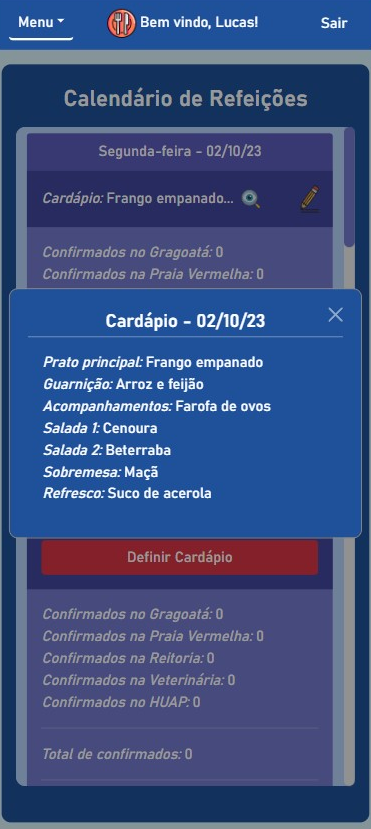 Menu
Bem vindo, Lucas!
Sair
Calendário de Refeições
Segunda-feira - 02/10/23
Cardápio: Frango empanado...
Confirmados no Gragoatá: 0
Confirmados na Praia Vermelha: 0
Cardápio - 02/10/23
Prato principal: Frango empanado
Guarnição: Arroz e feijão
Acompanhamentos: Farofa de ovos
Salada 1: Cenoura
Salada 2: Beterraba
Sobremesa: Maçã
Refresco: Suco de acerola
Definir Cardápio
Confirmados no Gragoatá: 0
Confirmados na Praia Vermelha: 0
Confirmados na Reitoria: 0
Confirmados na Veterinária: 0
Confirmados no HUAP: 0
Total de confirmados: 0